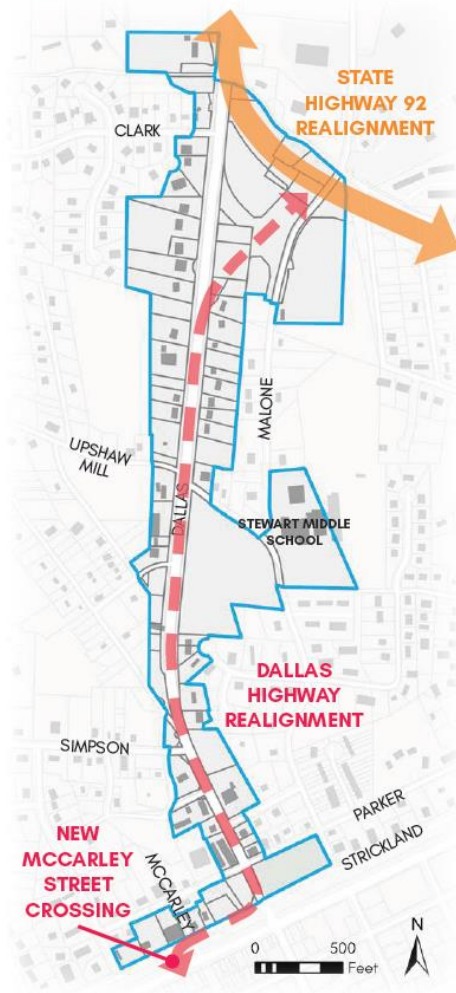 STATE
HIGHWAY 92
REALIGNMENT
CLARK
MALONE
UPSHAW
MILL
DALLAS
STEWART MIDDLE
SCHOOL
DALLAS
HIGHWAY
REALIGNMENT
SIMPSON
PARKER
STRICKLAND
NEW
MCCARLEY
STREET
CROSSING
MCCARLEY
N
0 500
Feet